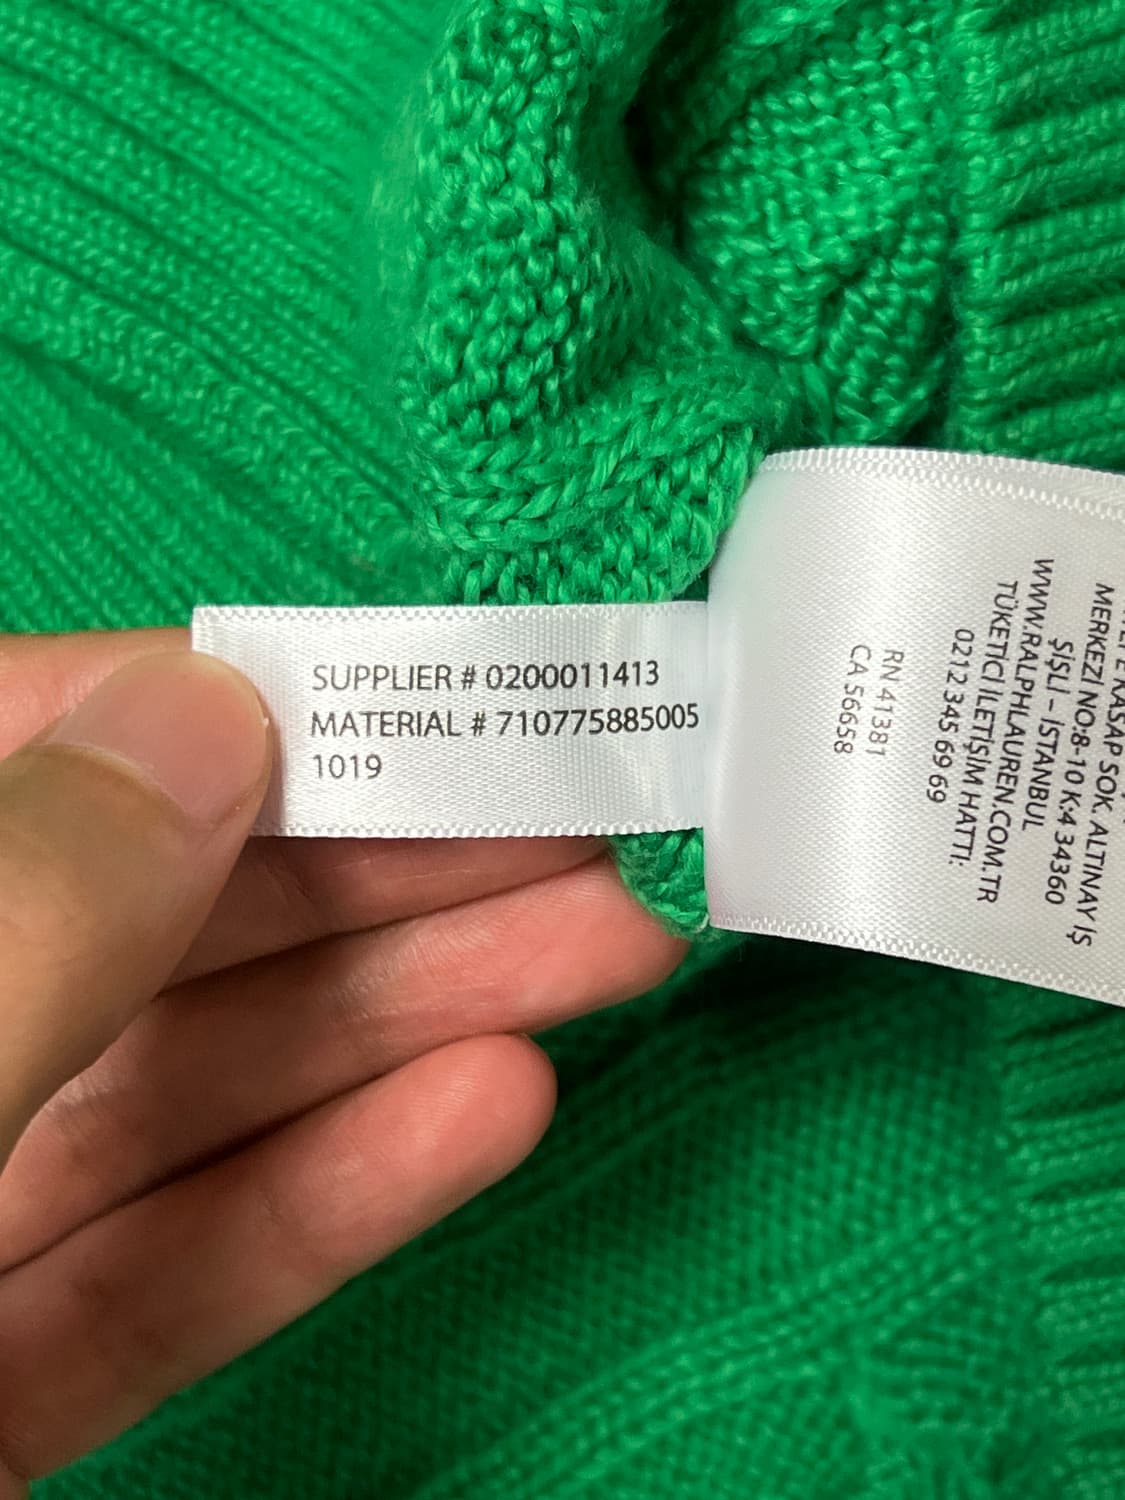 SUPPLIER # 0200011413
MATERIAL # 710775885005
1019
MERKEZİ NO:8-10 K:4 34360
ŞİŞLİ – İSTANBUL
WWW.RALPHLAUREN.COM.TR
TÜKETİCİ İLETİŞİM HATTI:
0212 345 69 69
RN 41381
CA 56658
KASAP SOK. ALTINAY İŞ